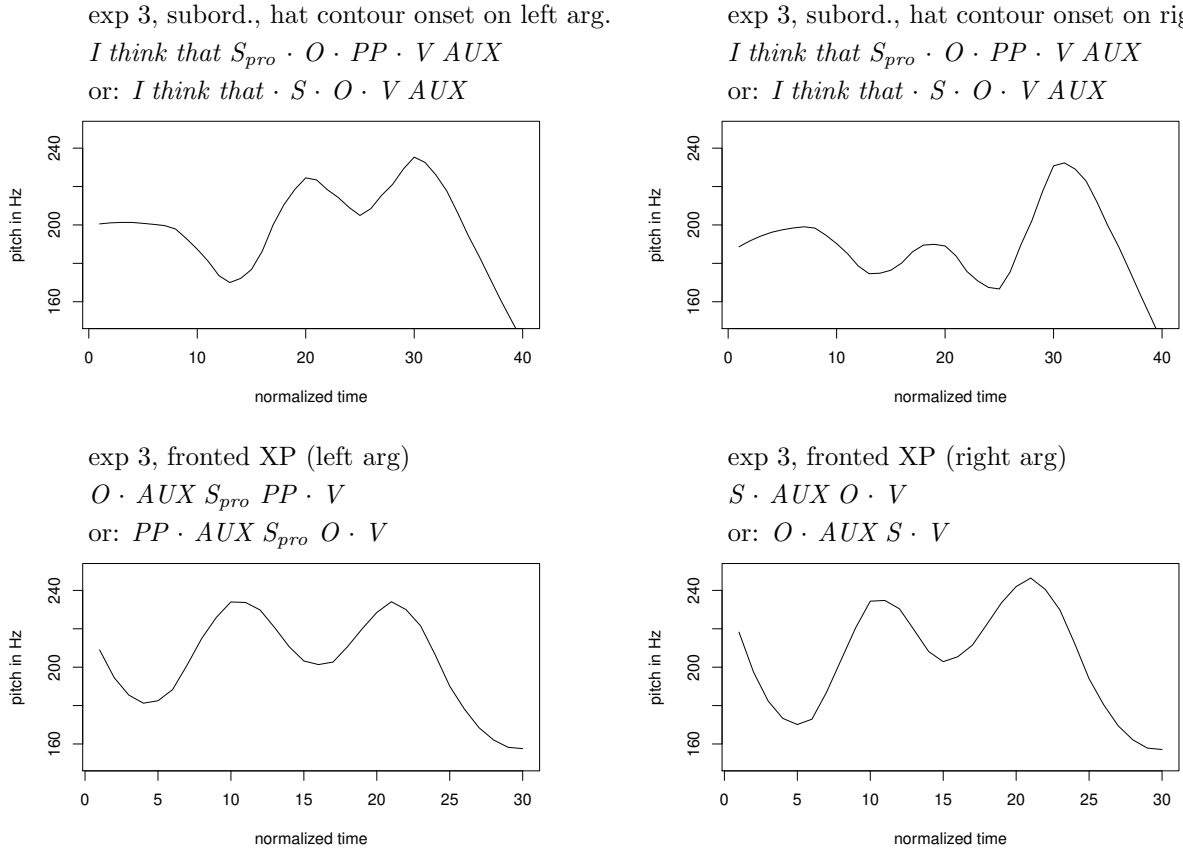 exp 3, subord., hat contour onset on left arg.
I think that S_pro · O · PP · V AUX
or: I think that · S · O · V AUX
240
200
160
pitch in Hz
0 10 20 30 40
normalized time
exp 3, subord., hat contour onset on rig
I think that S_pro · O · PP · V AUX
or: I think that · S · O · V AUX
240
200
160
pitch in Hz
0 10 20 30 40
normalized time
exp 3, fronted XP (left arg)
O · AUX S_pro PP · V
or: PP · AUX S_pro O · V
240
200
160
pitch in Hz
0 5 10 15 20 25 30
normalized time
exp 3, fronted XP (right arg)
S · AUX O · V
or: O · AUX S · V
240
200
160
pitch in Hz
0 5 10 15 20 25 30
normalized time